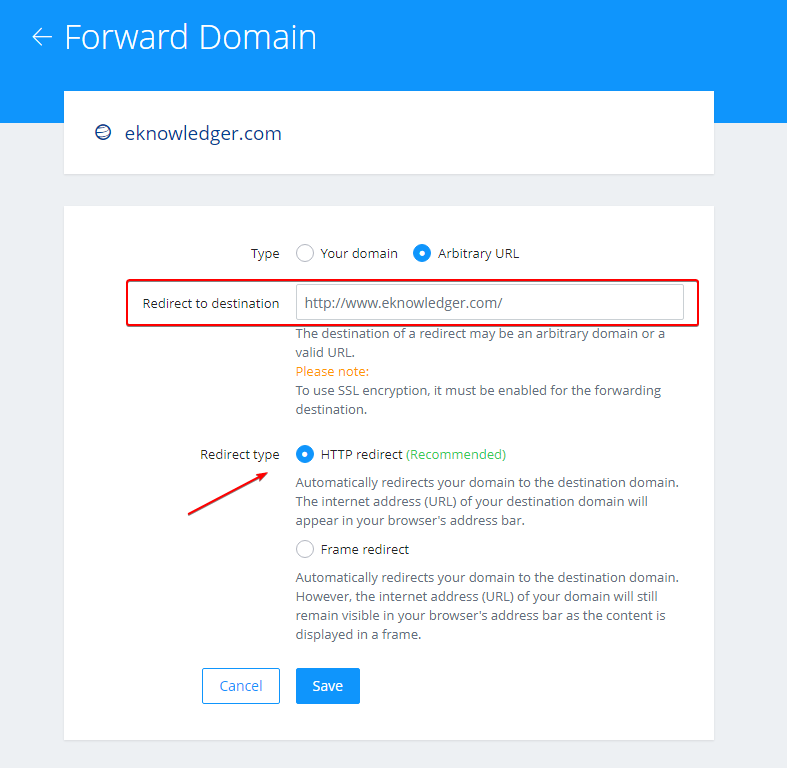 Forward Domain
eknowledger.com
Type Your domain Arbitrary URL
Redirect to destination http://www.eknowledger.com/
The destination of a redirect may be an arbitrary domain or a
valid URL.
Please note:
To use SSL encryption, it must be enabled for the forwarding
destination.
Redirect type HTTP redirect (Recommended)
Automatically redirects your domain to the destination domain.
The internet address (URL) of your destination domain will
appear in your browser's address bar.
Frame redirect
Automatically redirects your domain to the destination domain.
However, the internet address (URL) of your domain will still
remain visible in your browser's address bar as the content is
displayed in a frame.
Cancel Save